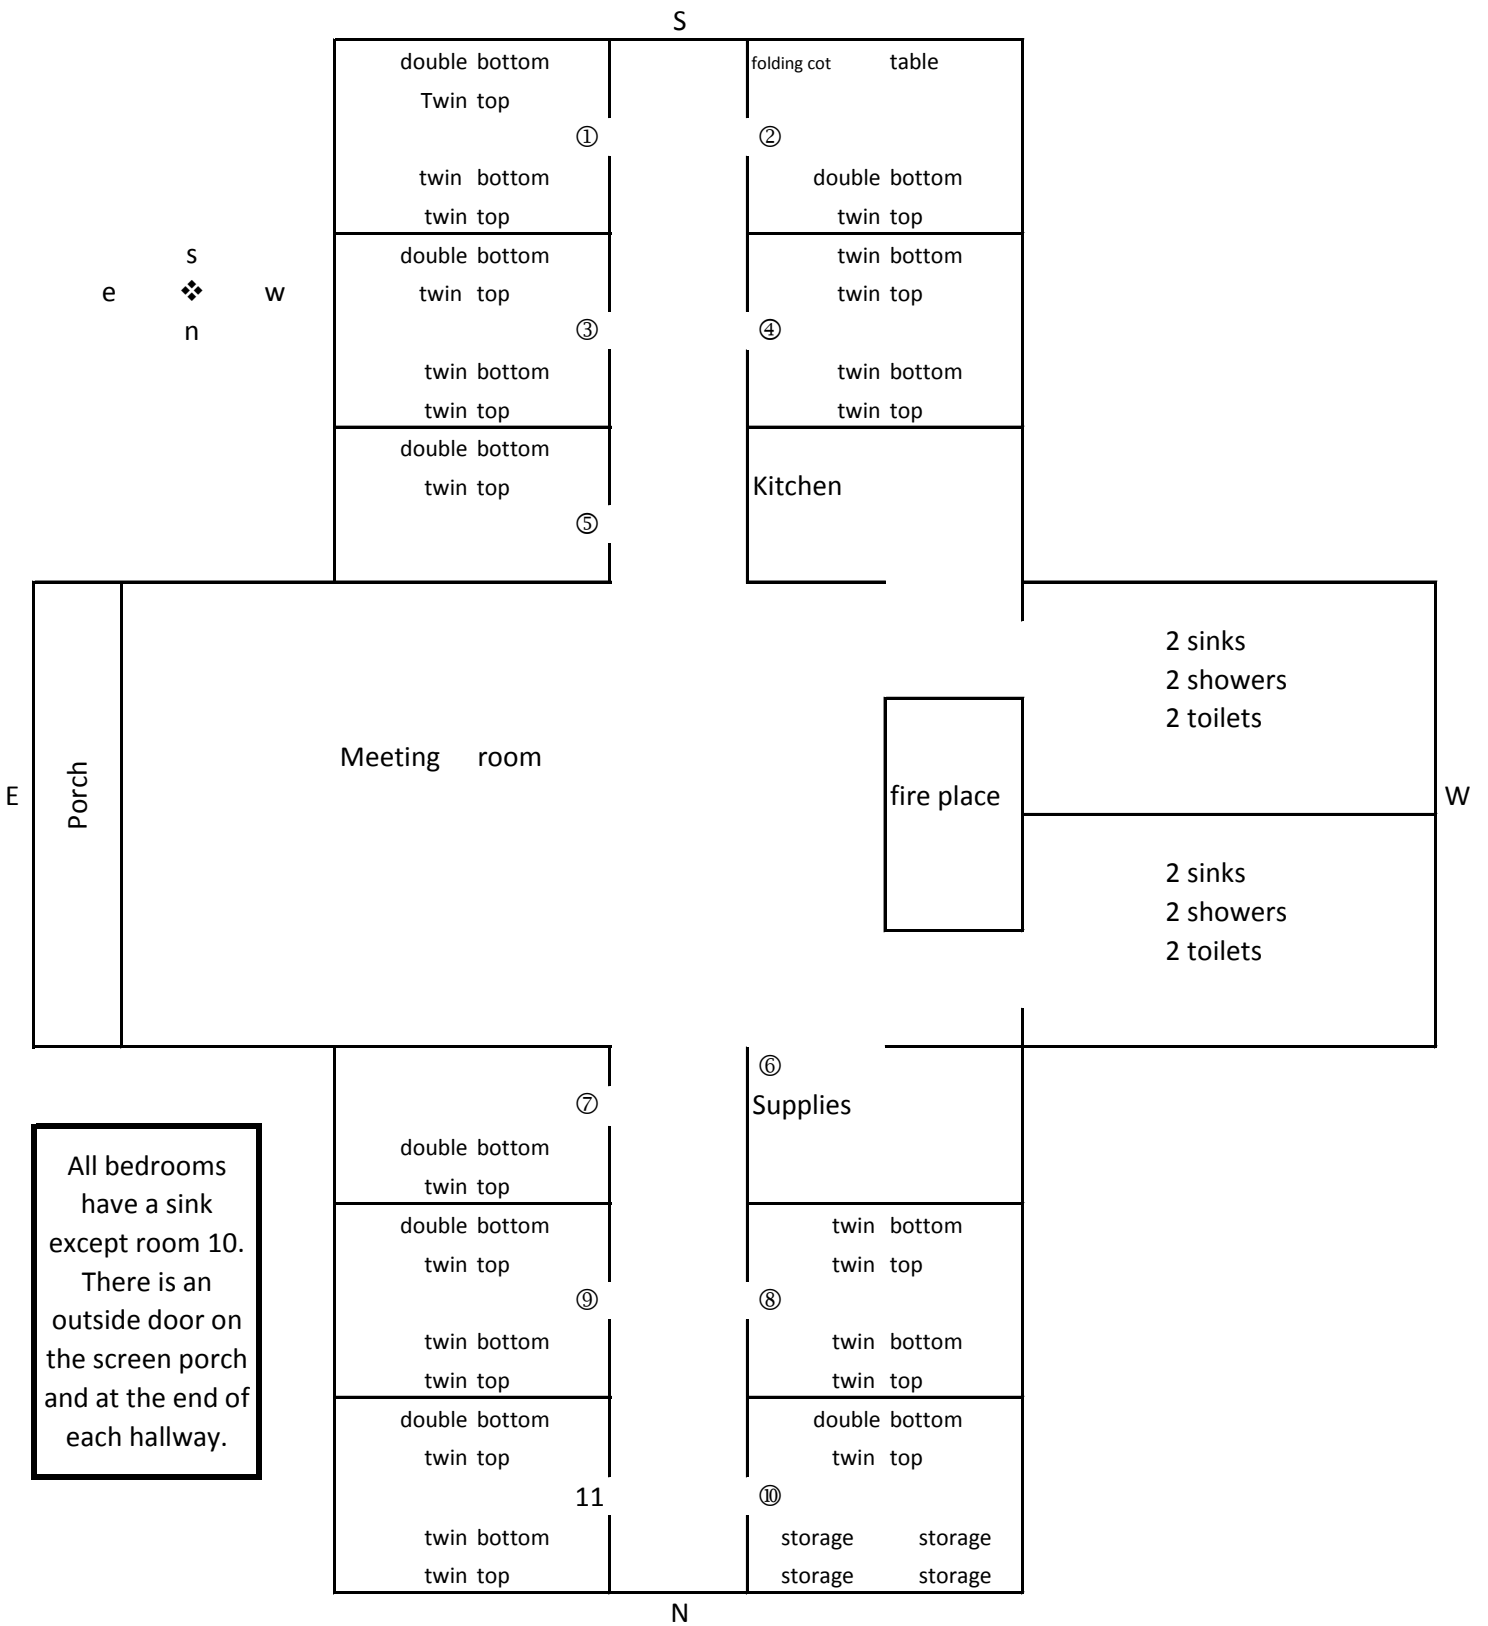 S
double bottom
folding cot table
Twin top
① ②
twin bottom
double bottom
twin top
twin top
s
e ❖ w
n
double bottom
twin bottom
twin top
twin top
③ ④
twin bottom
twin bottom
twin top
twin top
double bottom
twin top
Kitchen
⑤
2 sinks
2 showers
2 toilets
Meeting room
E
Porch
fire place
W
2 sinks
2 showers
2 toilets
⑥
⑦
Supplies
double bottom
twin top
All bedrooms
have a sink
except room 10.
There is an
outside door on
the screen porch
and at the end of
each hallway.
double bottom
twin bottom
twin top
twin top
⑨ ⑧
twin bottom
twin bottom
twin top
twin top
double bottom
double bottom
twin top
twin top
11 ⑩
twin bottom
storage storage
twin top
storage storage
N